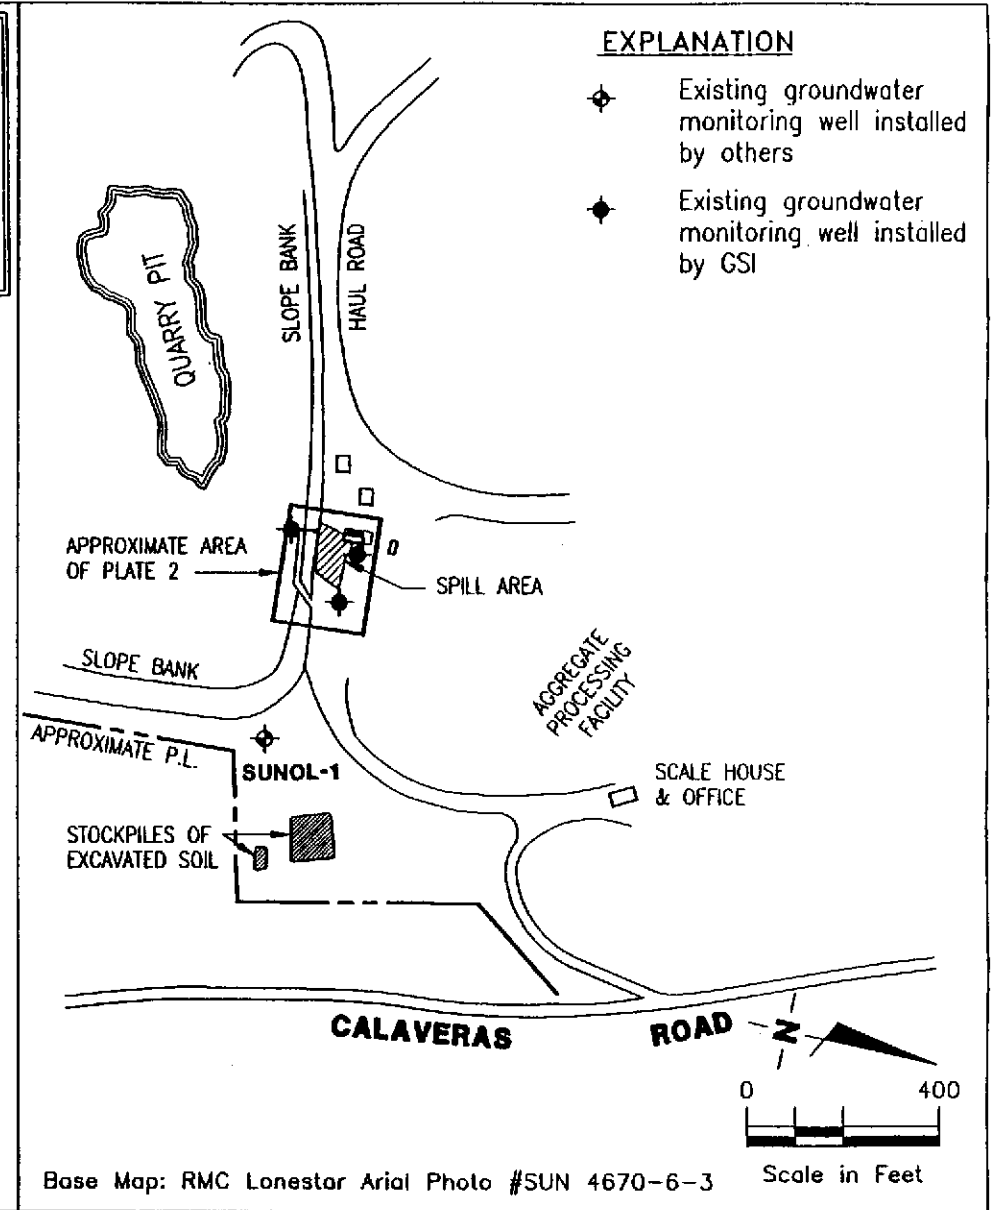 EXPLANATION
Existing groundwater
monitoring well installed
by others
Existing groundwater
monitoring well installed
by GSI
QUARRY PIT
SLOPE BANK
HAUL ROAD
APPROXIMATE AREA
OF PLATE 2
SPILL AREA
SLOPE BANK
AGGREGATE
PROCESSING
FACILITY
APPROXIMATE P.L.
SUNOL-1
SCALE HOUSE
& OFFICE
STOCKPILES OF
EXCAVATED SOIL
CALAVERAS ROAD
N
0 400
Scale in Feet
Base Map: RMC Lonestar Arial Photo #SUN 4670-6-3